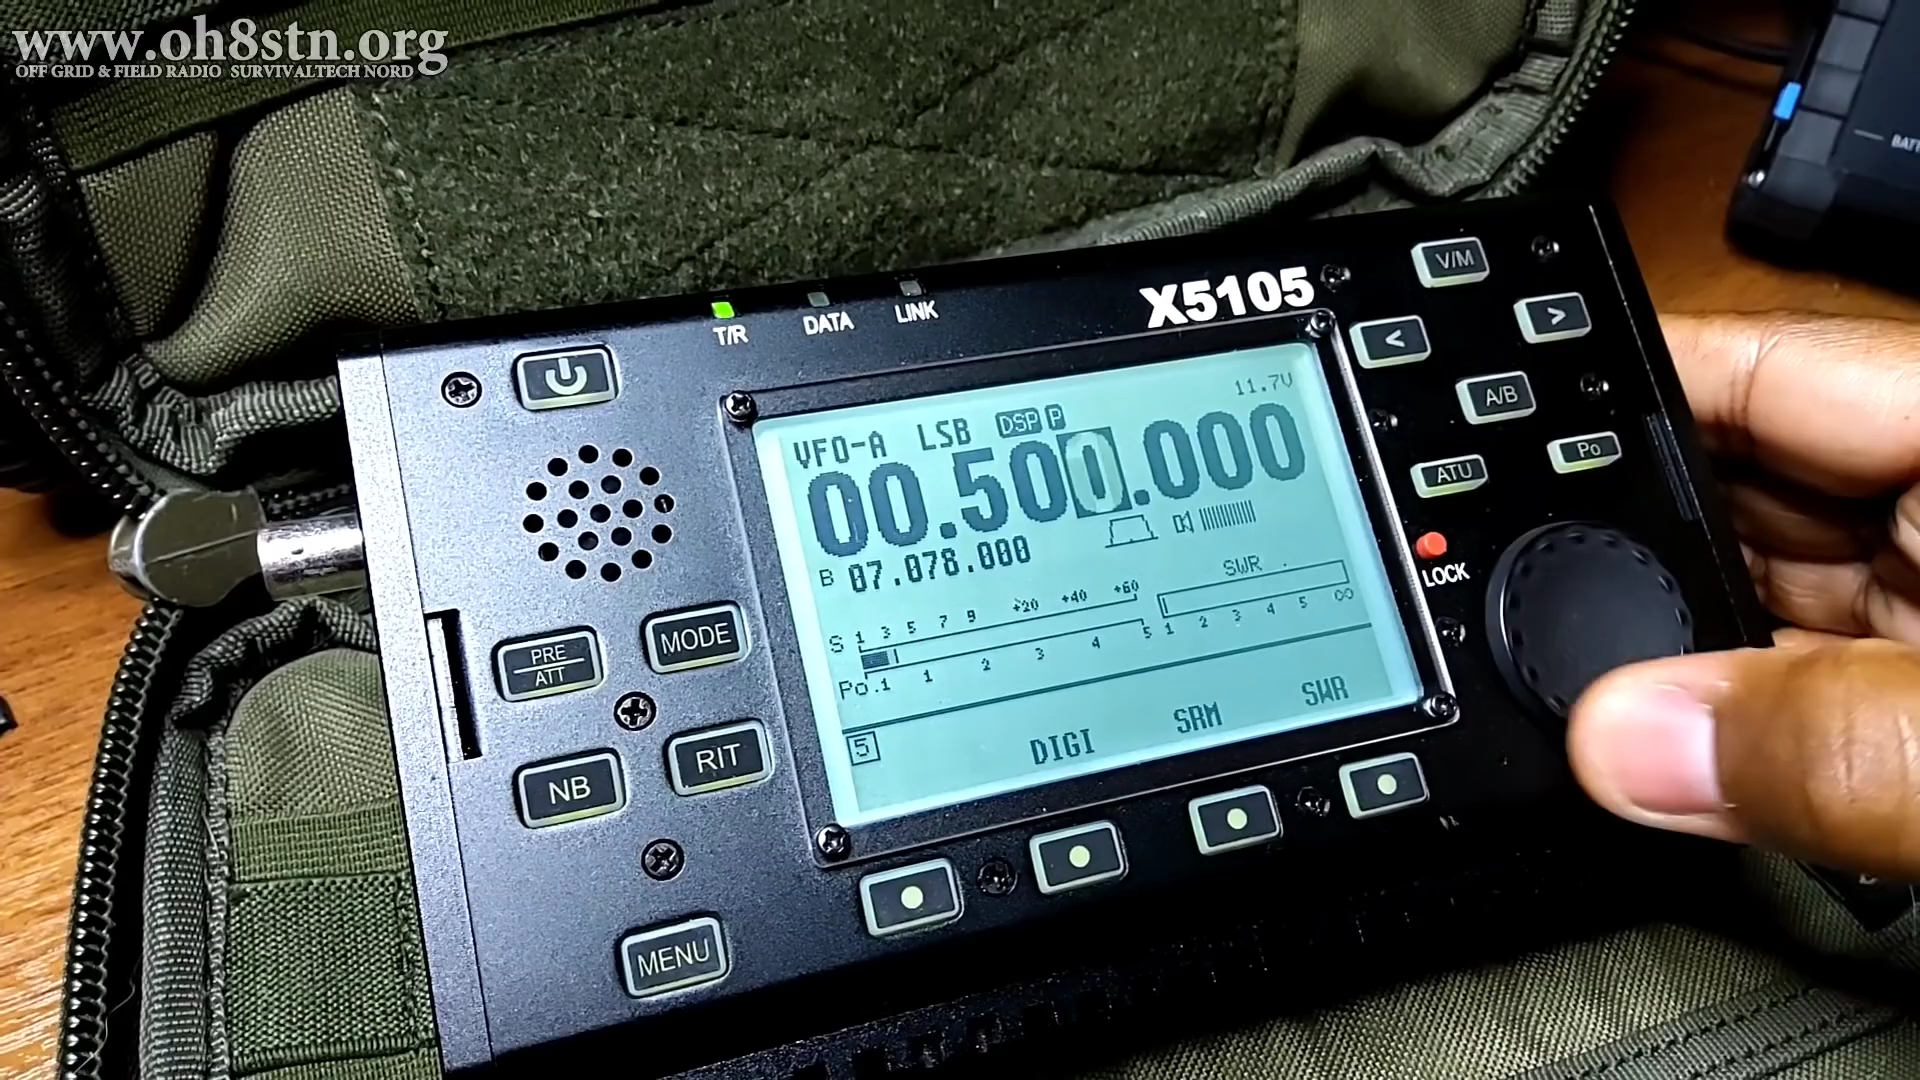 www.oh8stn.org
OFF GRID & FIELD RADIO SURVIVALTECH NORD
T/R
DATA
LINK
X5105
V/M
<
>
A/B
ATU
Po
LOCK
11.7V
VFO-A LSB DSP P
00.500.000
B 07.078.000
S 1 3 5 7 9 +20 +40 +60
SWR
1 2 3 4 5 ∞
Po.1 1 2 3 4 5
5
DIGI
SRM
SWR
PRE
ATT
MODE
NB
RIT
MENU